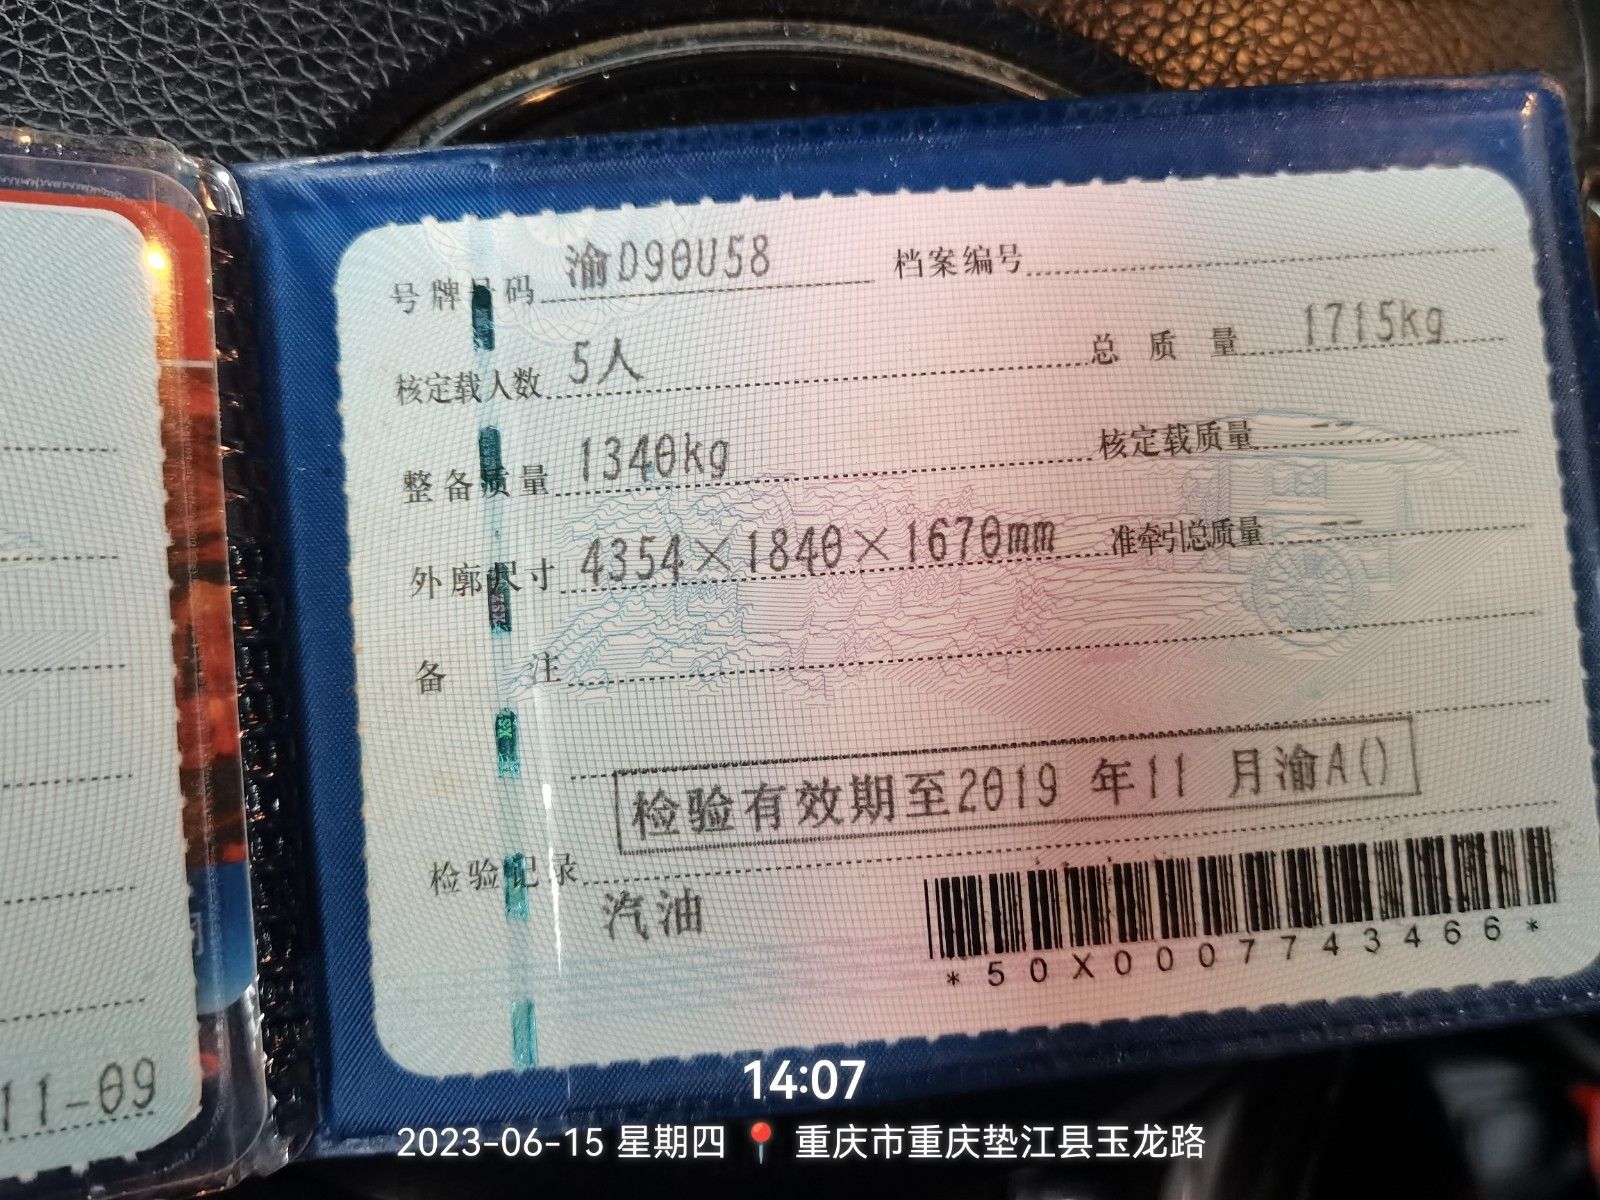 号牌号码 渝D90U58 档案编号
核定载人数 5人 总质量 1715kg
整备质量 1340kg 核定载质量 --
外廓尺寸 4354×1840×1670mm 准牵引总质量 --
备注
检验有效期至2019 年11 月渝A()
检验记录
汽油
*50X0007743466*
11-09
14:07
2023-06-15 星期四 📍 重庆市重庆垫江县玉龙路